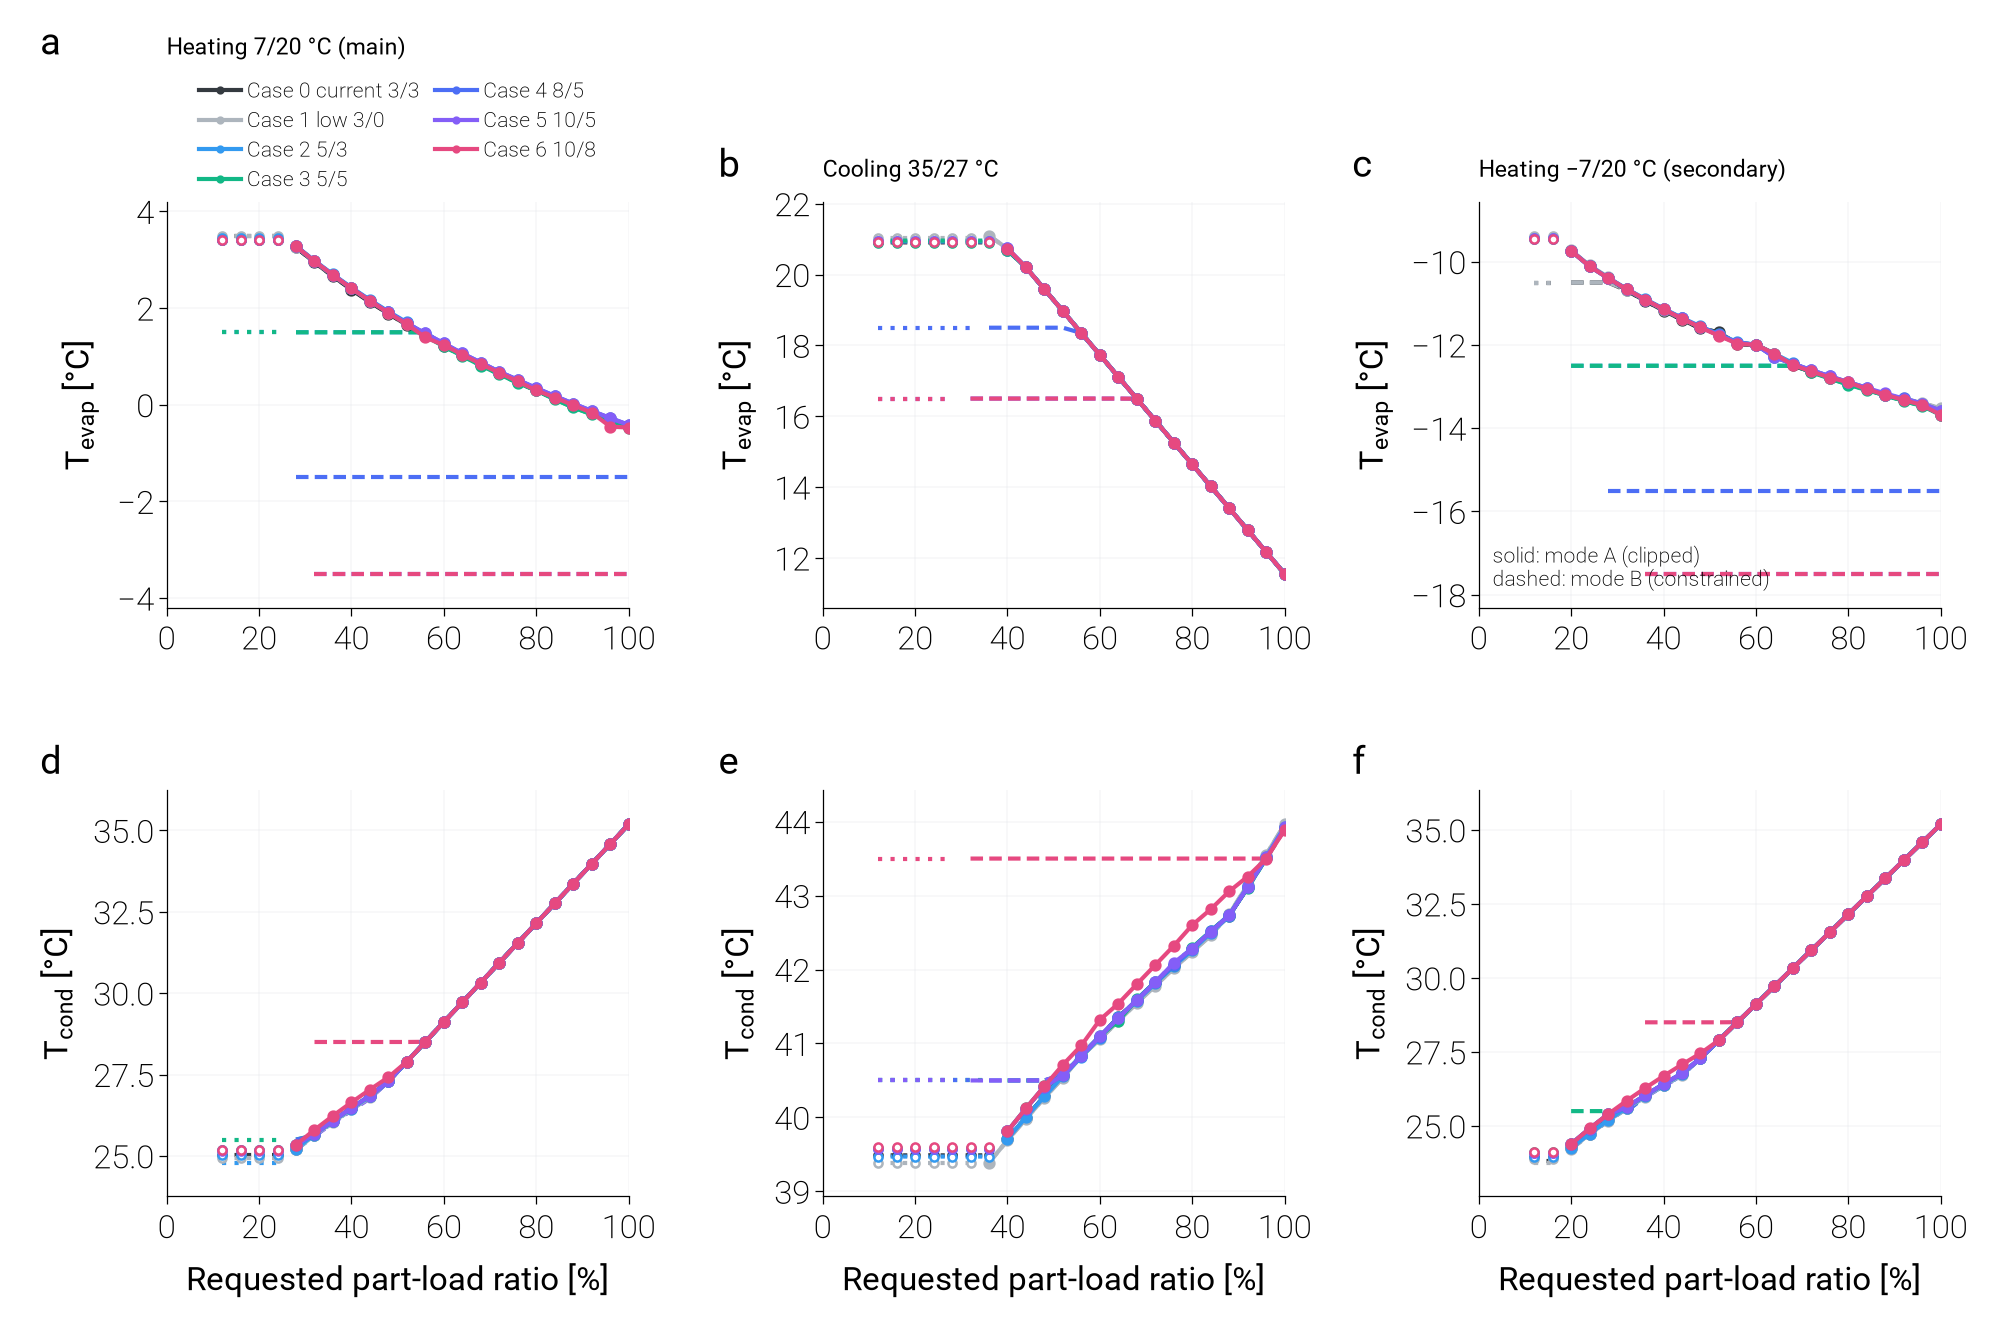 a
Heating 7/20 °C (main)
Case 0 current 3/3
Case 1 low 3/0
Case 2 5/3
Case 3 5/5
Case 4 8/5
Case 5 10/5
Case 6 10/8
4
2
0
−2
−4
T_evap [°C]
0 20 40 60 80 100
b
Cooling 35/27 °C
22
20
18
16
14
12
T_evap [°C]
0 20 40 60 80 100
c
Heating −7/20 °C (secondary)
−10
−12
−14
−16
−18
T_evap [°C]
solid: mode A (clipped)
dashed: mode B (constrained)
0 20 40 60 80 100
d
35.0
32.5
30.0
27.5
25.0
T_cond [°C]
0 20 40 60 80 100
Requested part-load ratio [%]
e
44
43
42
41
40
39
T_cond [°C]
0 20 40 60 80 100
Requested part-load ratio [%]
f
35.0
32.5
30.0
27.5
25.0
T_cond [°C]
0 20 40 60 80 100
Requested part-load ratio [%]